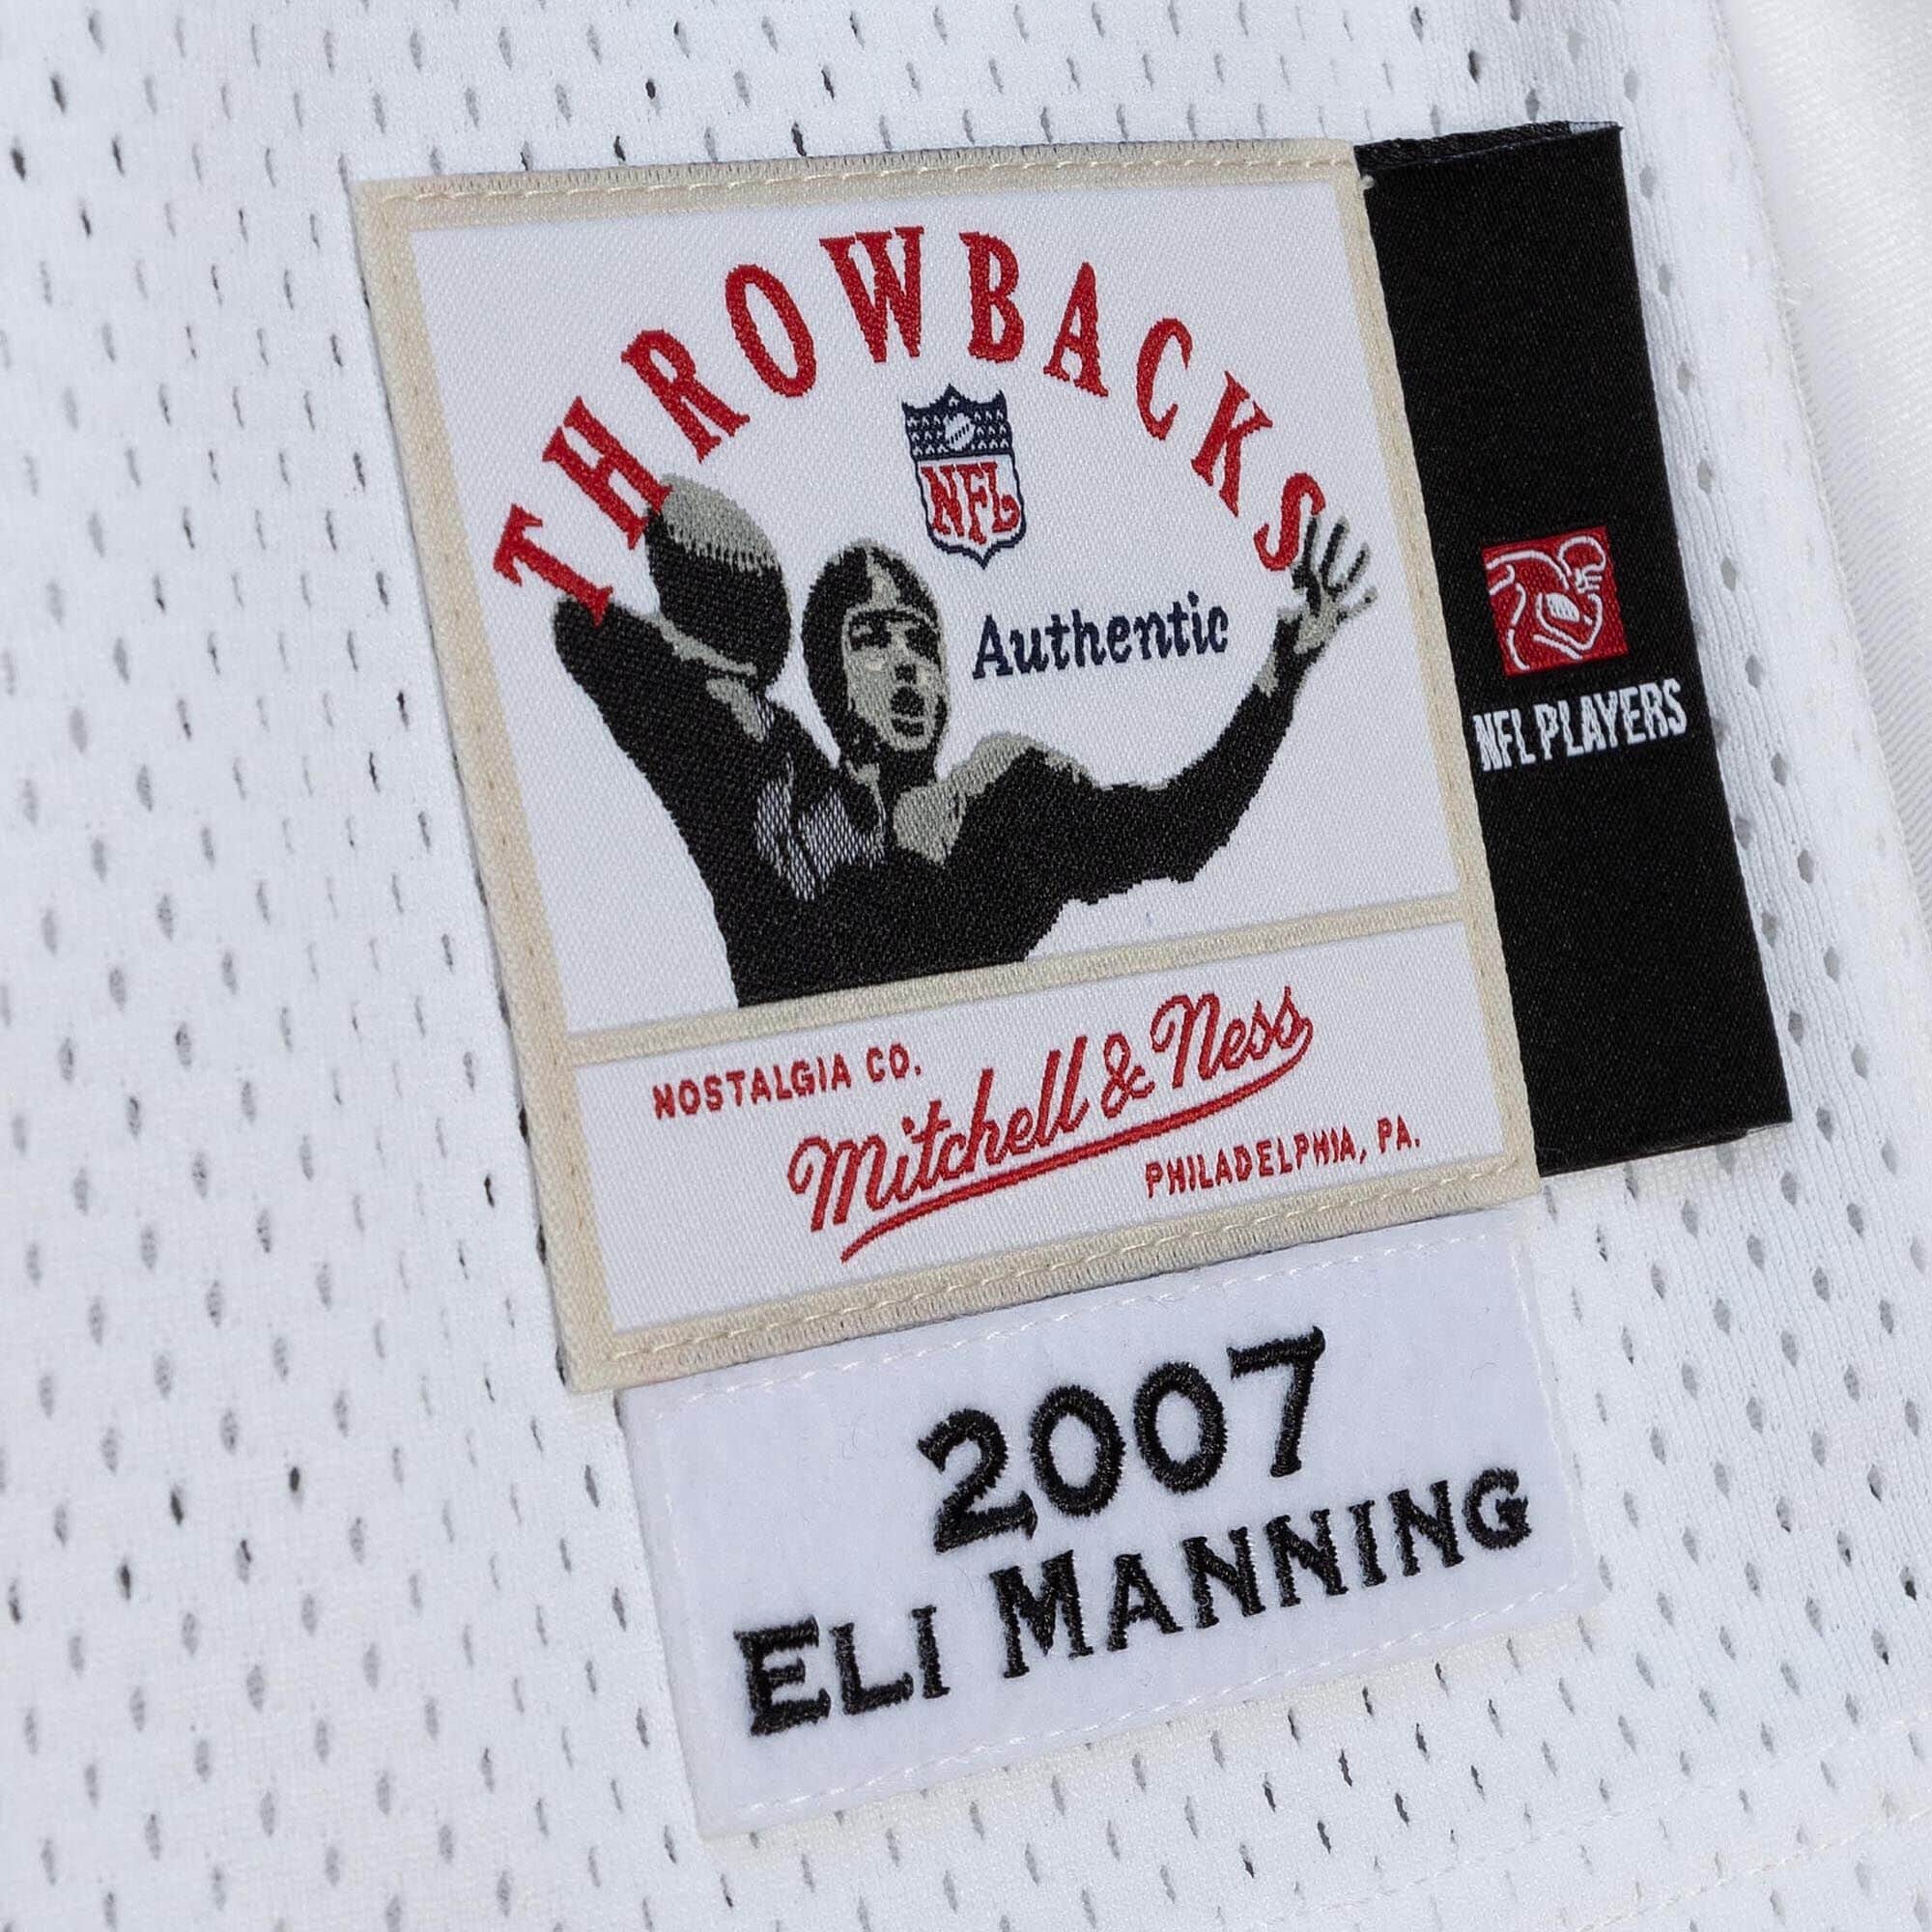 THROWBACKS
NFL
Authentic
NFL PLAYERS
NOSTALGIA CO.
Mitchell & Ness
PHILADELPHIA, PA.
2007
ELI MANNING